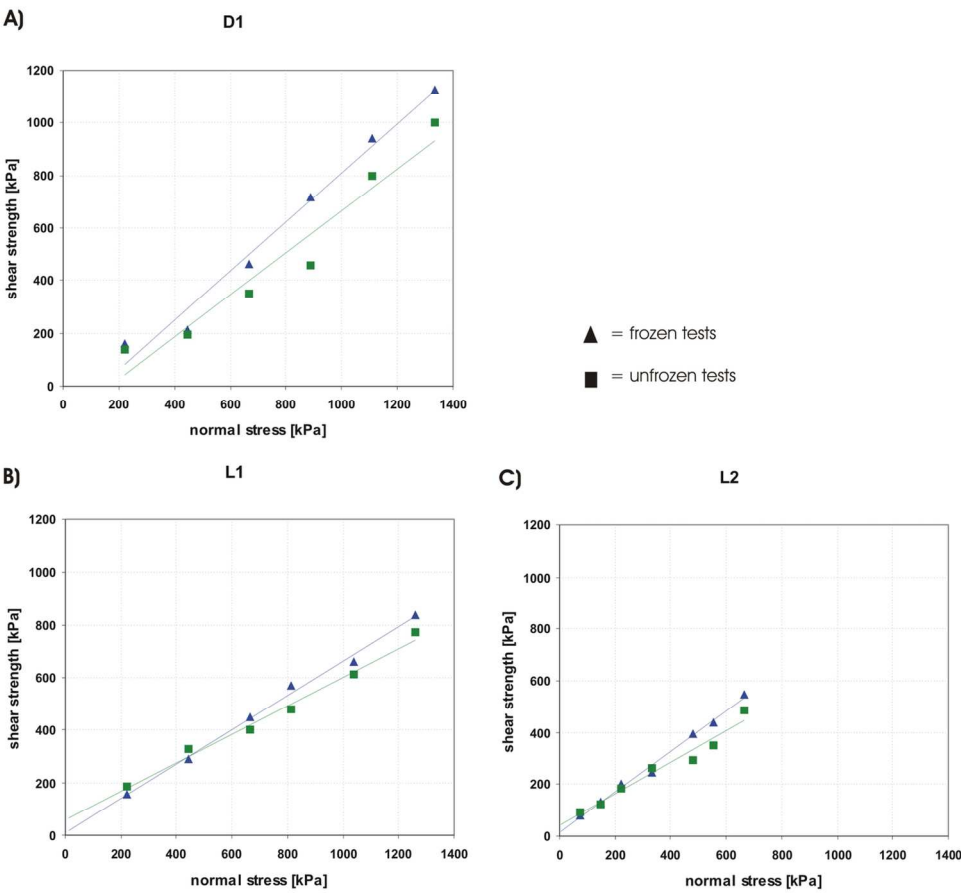 A)
D1
1200
1000
800
600
400
200
0
0 200 400 600 800 1000 1200 1400
shear strength [kPa]
normal stress [kPa]
= frozen tests
= unfrozen tests
B)
L1
1200
1000
800
600
400
200
0
0 200 400 600 800 1000 1200 1400
shear strength [kPa]
normal stress [kPa]
C)
L2
1200
1000
800
600
400
200
0
0 200 400 600 800 1000 1200 1400
shear strength [kPa]
normal stress [kPa]